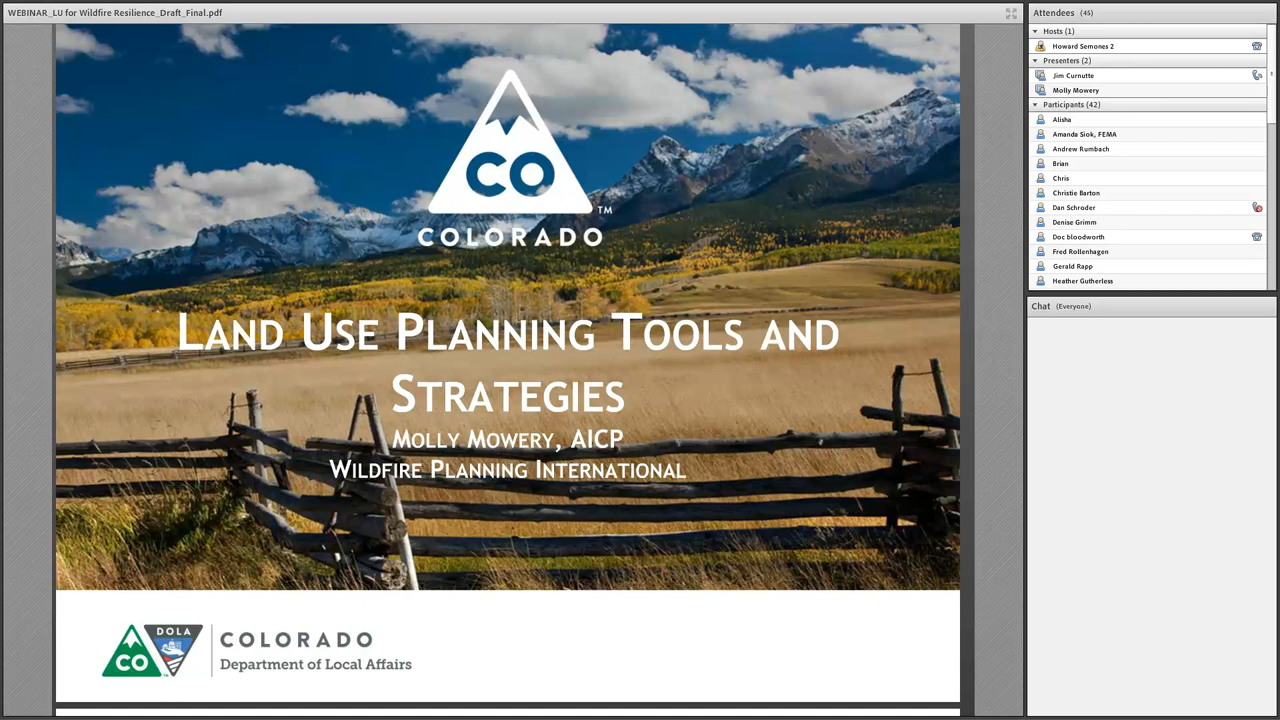 WEBINAR_LU for Wildfire Resilience_Draft_Final.pdf
CO
TM
COLORADO
LAND USE PLANNING TOOLS AND
STRATEGIES
MOLLY MOWERY, AICP
WILDFIRE PLANNING INTERNATIONAL
CO
DOLA
TM
COLORADO
Department of Local Affairs
Attendees (45)
Hosts (1)
Howard Semones 2
Presenters (2)
Jim Curnutte
Molly Mowery
Participants (42)
Alisha
Amanda Siok, FEMA
Andrew Rumbach
Brian
Chris
Christie Barton
Dan Schroder
Denise Grimm
Doc bloodworth
Fred Rollenhagen
Gerald Rapp
Heather Gutherless
Chat (Everyone)